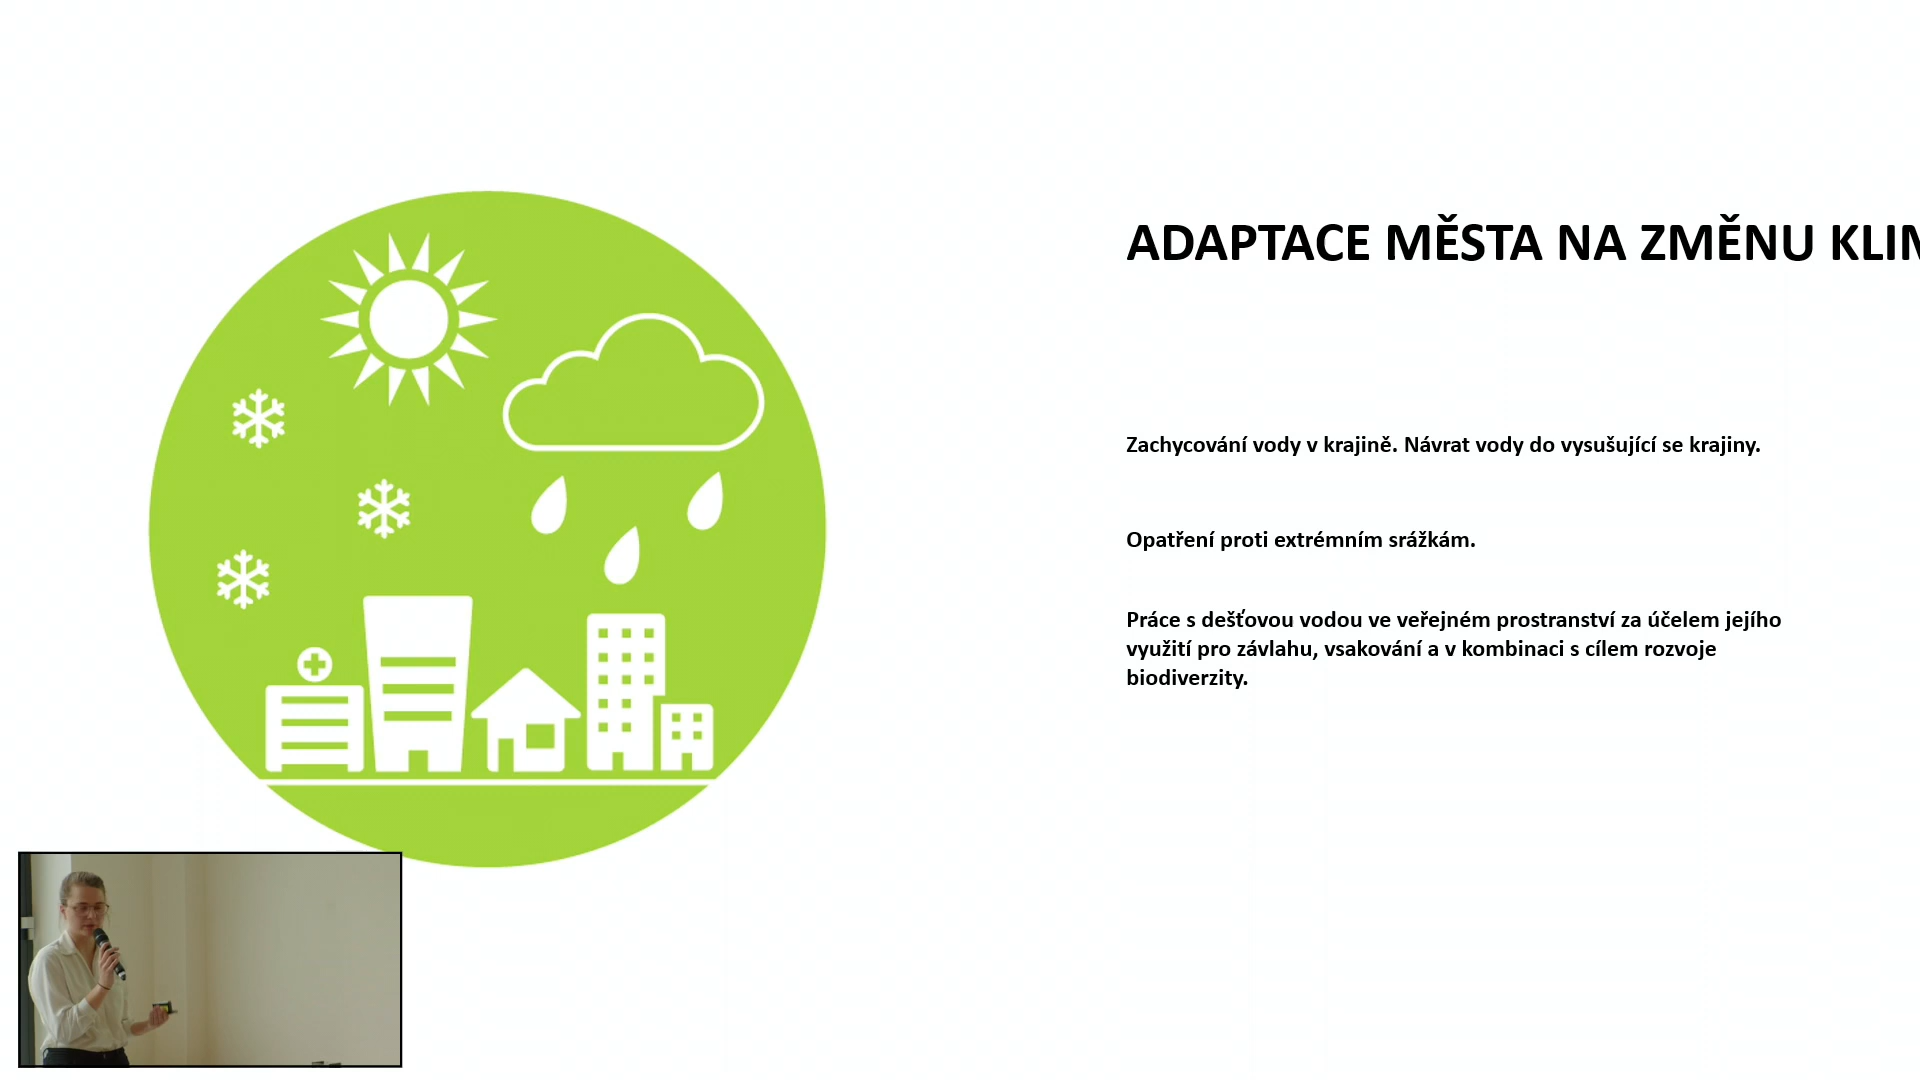 ADAPTACE MĚSTA NA ZMĚNU
Zachycování vody v krajině. Návrat vody do vysušující se krajiny.
Opatření proti extrémním srážkám.
Práce s dešťovou vodou ve veřejném prostranství za účelem jejího
využití pro závlahu, vsakování a v kombinaci s cílem rozvoje
biodiverzity.